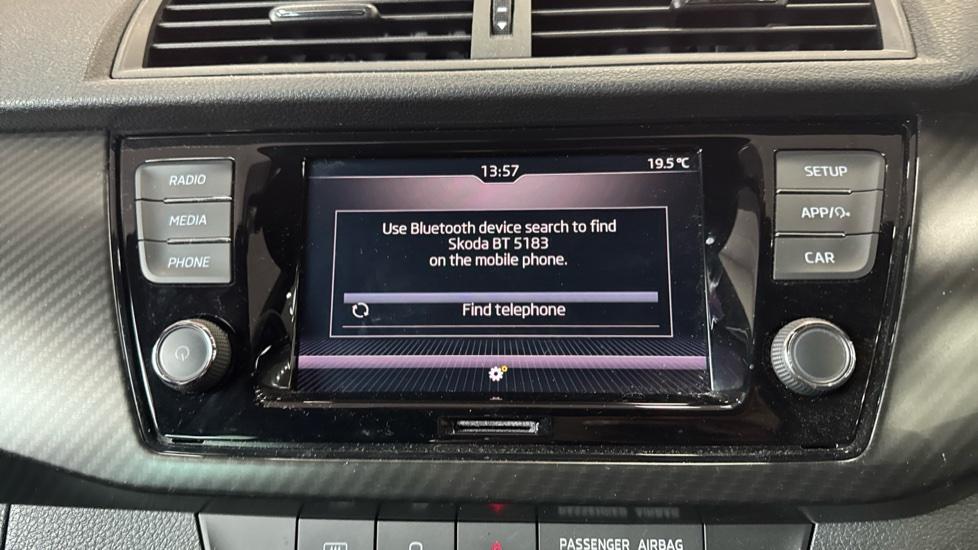 13:57
19.5°C
RADIO
MEDIA
PHONE
Use Bluetooth device search to find
Skoda BT 5183
on the mobile phone.
Find telephone
SETUP
APP/
CAR
PASSENGER AIRBAG